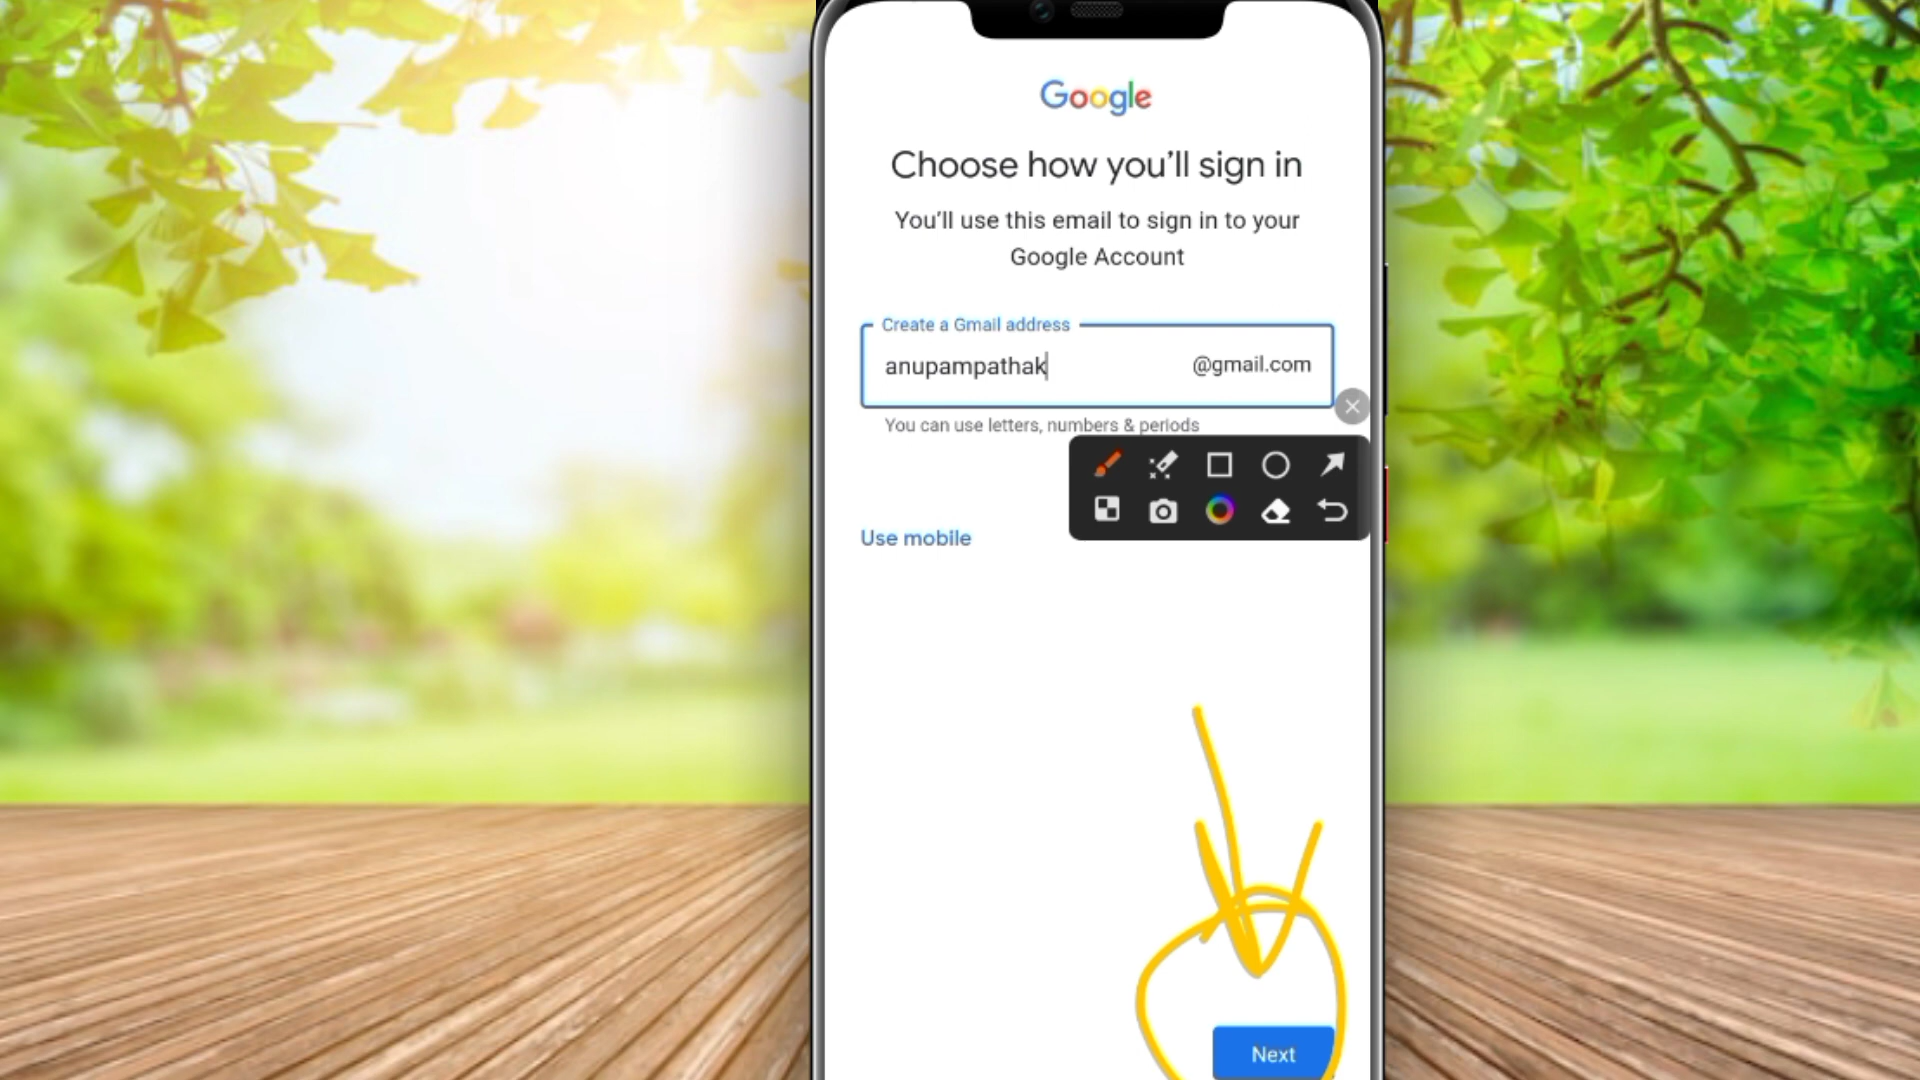 Google
Choose how you'll sign in
You'll use this email to sign in to your
Google Account
Create a Gmail address
anupampathak @gmail.com
You can use letters, numbers & periods
Use mobile
Next